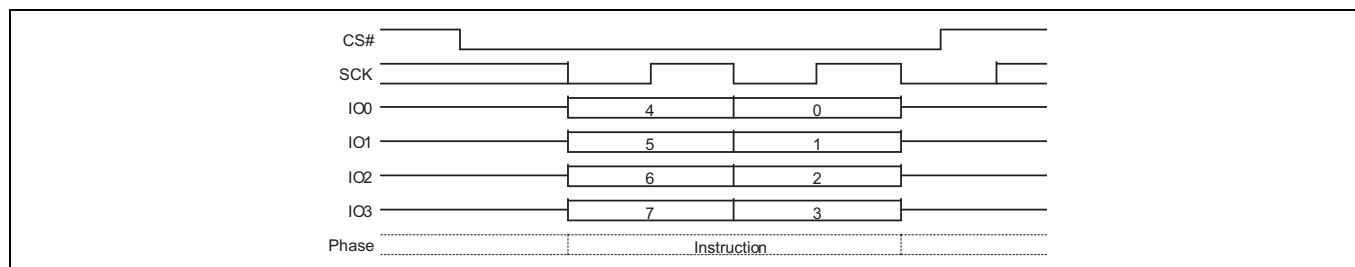 CS#
SCK
IO0 4 0
IO1 5 1
IO2 6 2
IO3 7 3
Phase Instruction